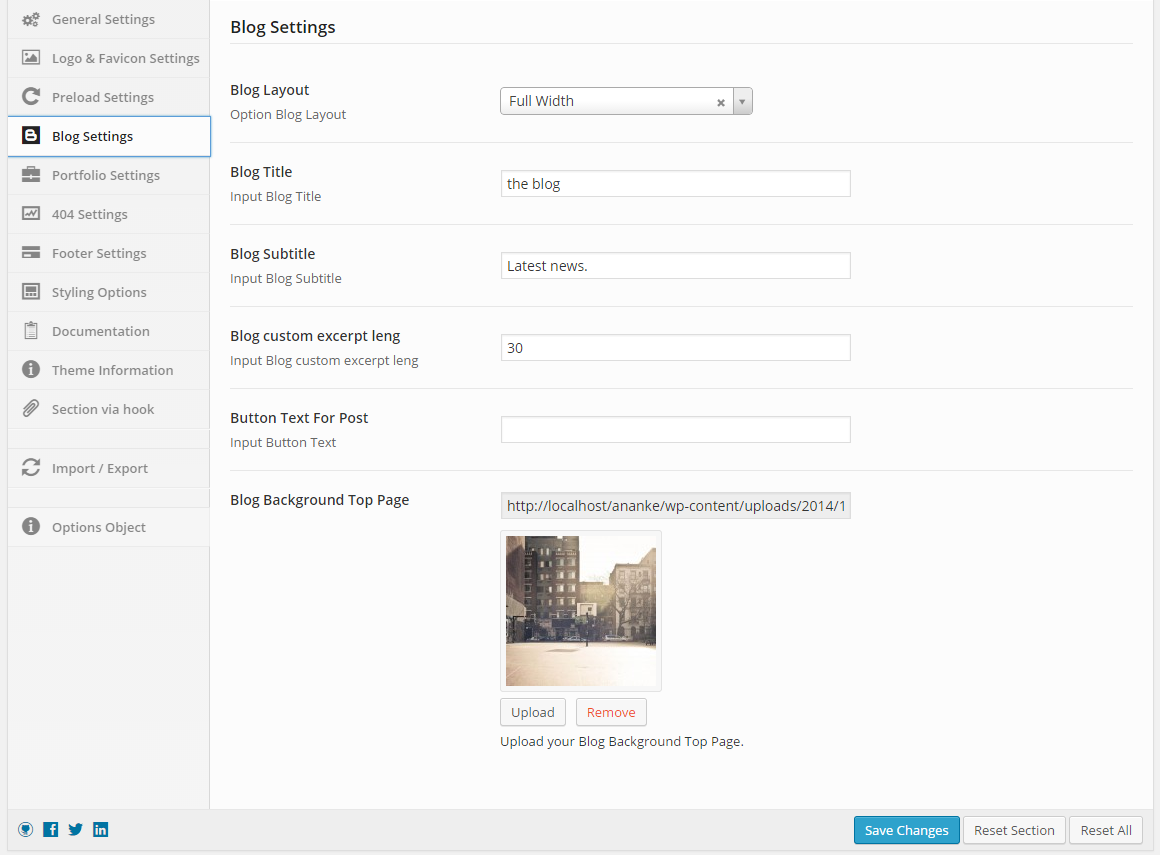 General Settings
Logo & Favicon Settings
Preload Settings
Blog Settings
Portfolio Settings
404 Settings
Footer Settings
Styling Options
Documentation
Theme Information
Section via hook
Import / Export
Options Object
Blog Settings
Blog Layout
Option Blog Layout
Full Width
Blog Title
Input Blog Title
the blog
Blog Subtitle
Input Blog Subtitle
Latest news.
Blog custom excerpt leng
Input Blog custom excerpt leng
30
Button Text For Post
Input Button Text
Blog Background Top Page
http://localhost/ananke/wp-content/uploads/2014/1
Upload
Remove
Upload your Blog Background Top Page.
Save Changes
Reset Section
Reset All